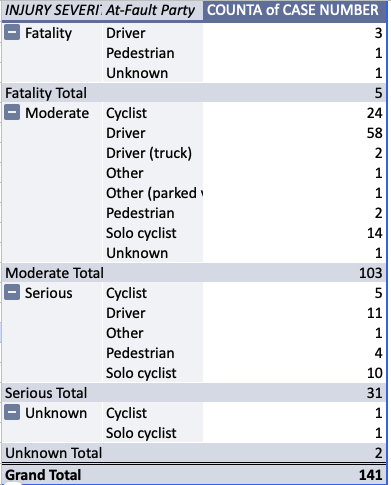 INJURY SEVERI At-Fault Party COUNTA of CASE NUMBER
Fatality Driver 3
Pedestrian 1
Unknown 1
Fatality Total 5
Moderate Cyclist 24
Driver 58
Driver (truck) 2
Other 1
Other (parked 1
Pedestrian 2
Solo cyclist 14
Unknown 1
Moderate Total 103
Serious Cyclist 5
Driver 11
Other 1
Pedestrian 4
Solo cyclist 10
Serious Total 31
Unknown Cyclist 1
Solo cyclist 1
Unknown Total 2
Grand Total 141